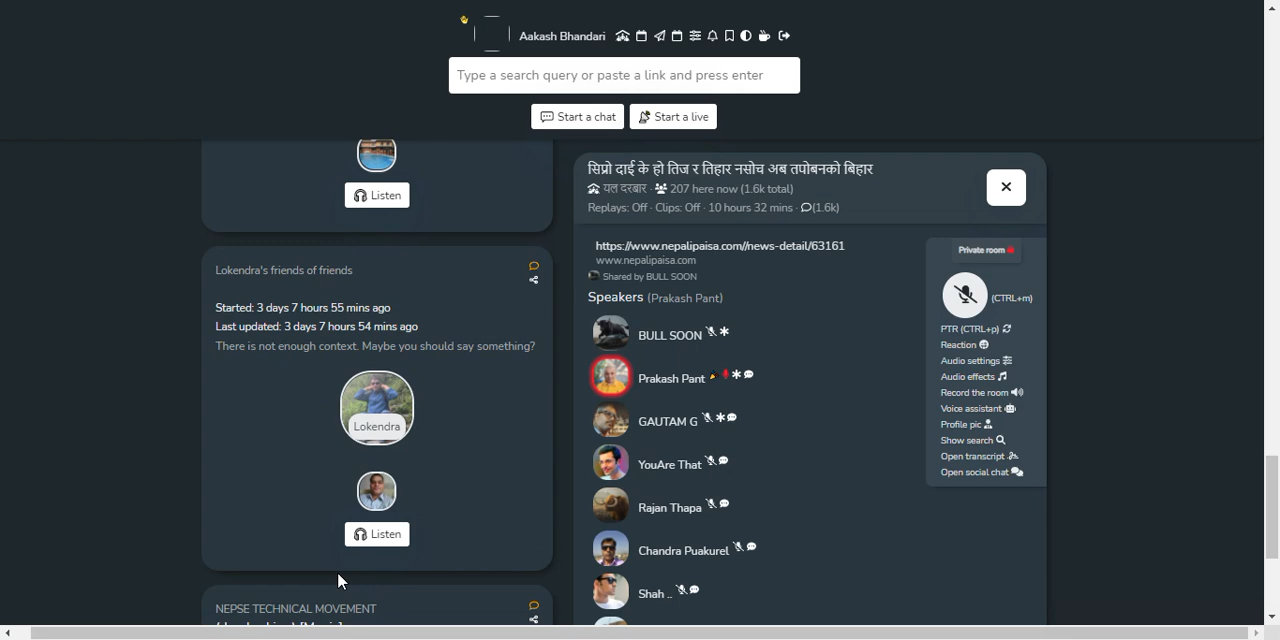 Aakash Bhandari
Type a search query or paste a link and press enter
Start a chat
Start a live
Listen
Lokendra's friends of friends
Started: 3 days 7 hours 55 mins ago
Last updated: 3 days 7 hours 54 mins ago
There is not enough context. Maybe you should say something?
Lokendra
Listen
NEPSE TECHNICAL MOVEMENT
सिप्रो दाई के हो तिज र तिहार नसोच अब तपोबनको बिहार
यल दरबार · 207 here now (1.6k total)
Replays: Off · Clips: Off · 10 hours 32 mins · (1.6k)
https://www.nepalipaisa.com//news-detail/63161
www.nepalipaisa.com
Shared by BULL SOON
Speakers (Prakash Pant)
BULL SOON
Prakash Pant
GAUTAM G
YouAre That
Rajan Thapa
Chandra Puakurel
Shah ..
Private room
(CTRL+m)
PTR (CTRL+p)
Reaction
Audio settings
Audio effects
Record the room
Voice assistant
Profile pic
Show search
Open transcript
Open social chat